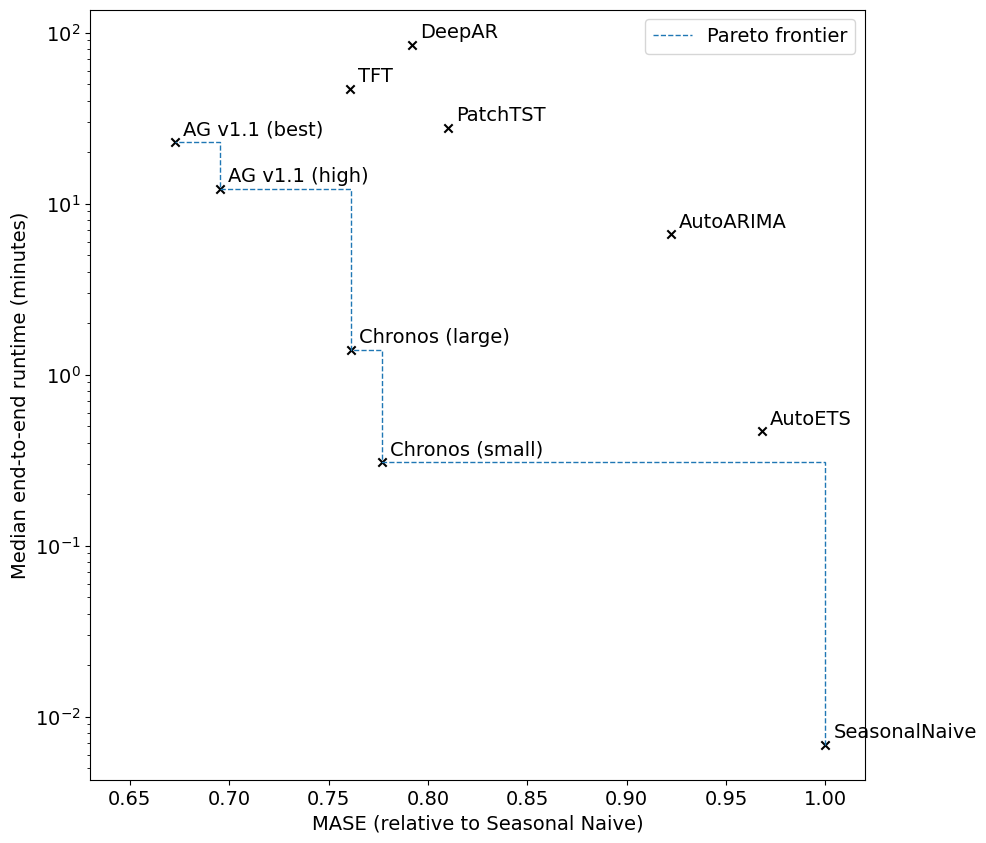 DeepAR
Pareto frontier
TFT
PatchTST
AG v1.1 (best)
AG v1.1 (high)
AutoARIMA
Chronos (large)
AutoETS
Chronos (small)
SeasonalNaive
10²
10¹
10⁰
10⁻¹
10⁻²
Median end-to-end runtime (minutes)
0.65 0.70 0.75 0.80 0.85 0.90 0.95 1.00
MASE (relative to Seasonal Naive)